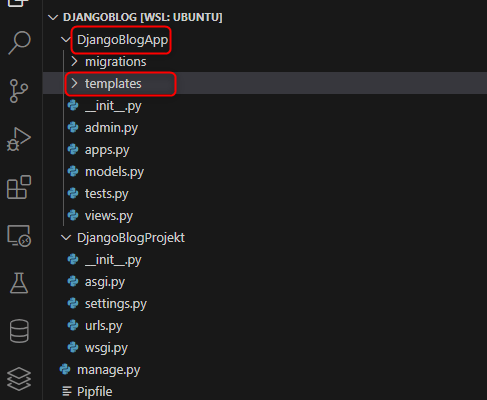 DJANGOBLOG [WSL: UBUNTU]
DjangoBlogApp
migrations
templates
__init__.py
admin.py
apps.py
models.py
tests.py
views.py
DjangoBlogProjekt
__init__.py
asgi.py
settings.py
urls.py
wsgi.py
manage.py
Pipfile